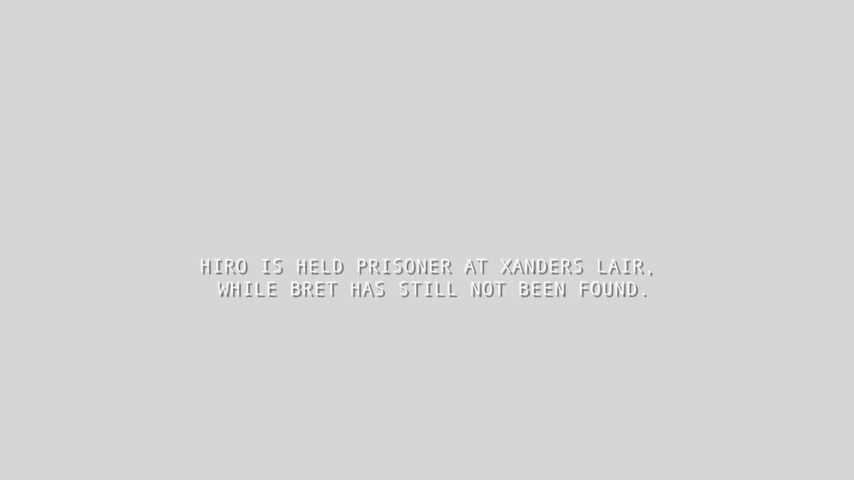 HIRO IS HELD PRISONER AT XANDERS LAIR,
WHILE BRET HAS STILL NOT BEEN FOUND.